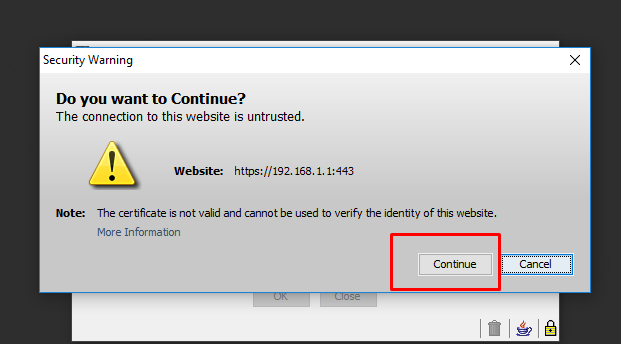 Security Warning
Do you want to Continue?
The connection to this website is untrusted.
Website: https://192.168.1.1:443
Note: The certificate is not valid and cannot be used to verify the identity of this website.
More Information
Continue Cancel
OK Close